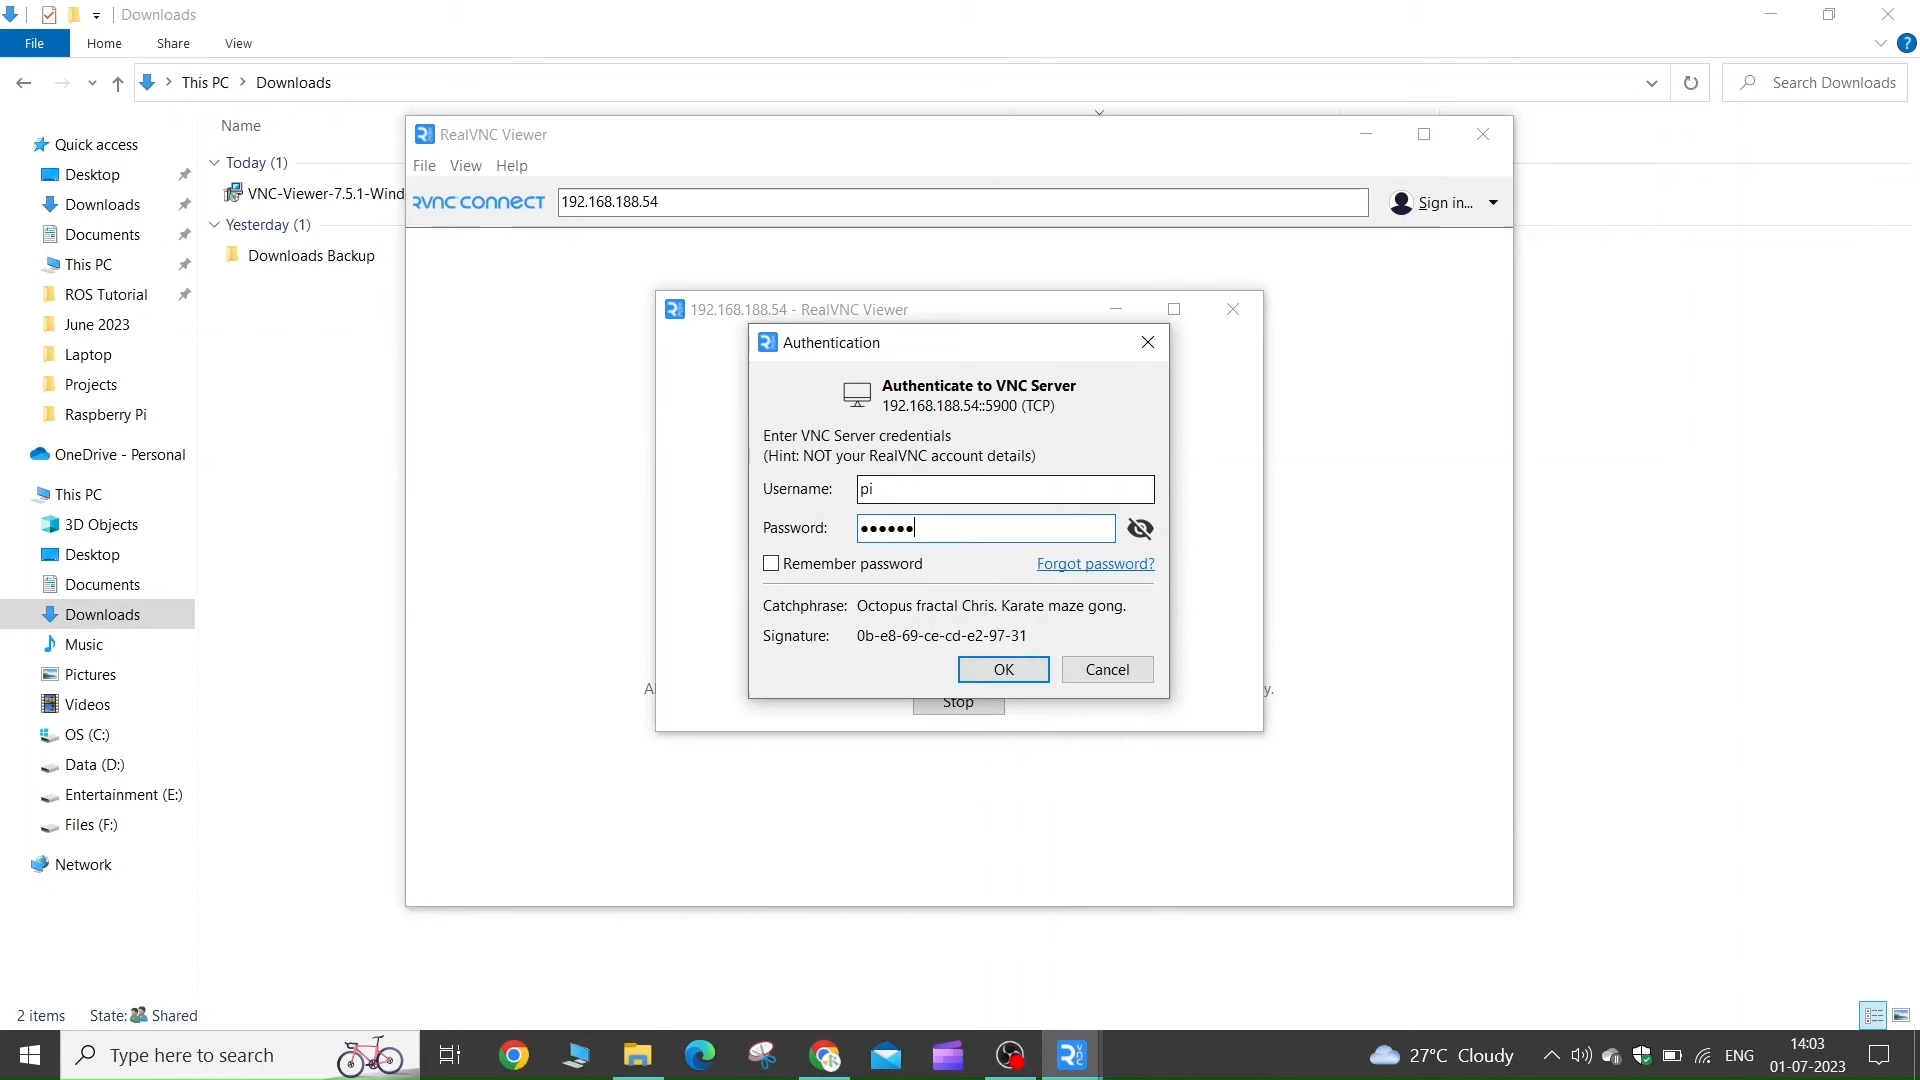 Downloads
File Home Share View
This PC Downloads
Search Downloads
Name
Today (1)
VNC-Viewer-7.5.1-Wind
Yesterday (1)
Downloads Backup
Quick access
Desktop
Downloads
Documents
This PC
ROS Tutorial
June 2023
Laptop
Projects
Raspberry Pi
OneDrive - Personal
This PC
3D Objects
Desktop
Documents
Downloads
Music
Pictures
Videos
OS (C:)
Data (D:)
Entertainment (E:)
Files (F:)
Network
RealVNC Viewer
File View Help
RVNC CONNECT 192.168.188.54 Sign in...
192.168.188.54 - RealVNC Viewer
Authentication
Authenticate to VNC Server
192.168.188.54::5900 (TCP)
Enter VNC Server credentials
(Hint: NOT your RealVNC account details)
Username: pi
Password: ●●●●●●
Remember password Forgot password?
Catchphrase: Octopus fractal Chris. Karate maze gong.
Signature: 0b-e8-69-ce-cd-e2-97-31
OK Cancel
y.
Stop
2 items State: Shared
Type here to search
27°C Cloudy
ENG
14:03
01-07-2023